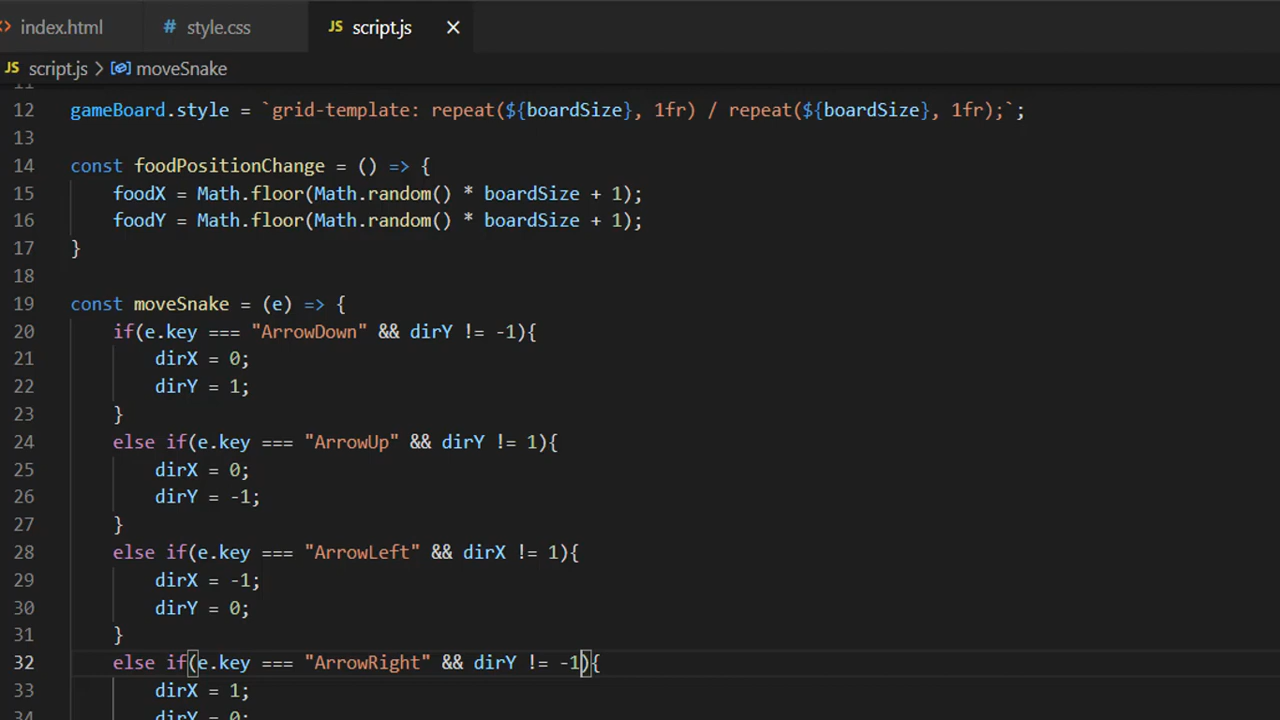 index.html # style.css JS script.js ×
JS script.js > moveSnake
11
12 gameBoard.style = `grid-template: repeat(${boardSize}, 1fr) / repeat(${boardSize}, 1fr);`;
13
14 const foodPositionChange = () => {
15 foodX = Math.floor(Math.random() * boardSize + 1);
16 foodY = Math.floor(Math.random() * boardSize + 1);
17 }
18
19 const moveSnake = (e) => {
20 if(e.key === "ArrowDown" && dirY != -1){
21 dirX = 0;
22 dirY = 1;
23 }
24 else if(e.key === "ArrowUp" && dirY != 1){
25 dirX = 0;
26 dirY = -1;
27 }
28 else if(e.key === "ArrowLeft" && dirX != 1){
29 dirX = -1;
30 dirY = 0;
31 }
32 else if(e.key === "ArrowRight" && dirY != -1){
33 dirX = 1;
34 dirY = 0;